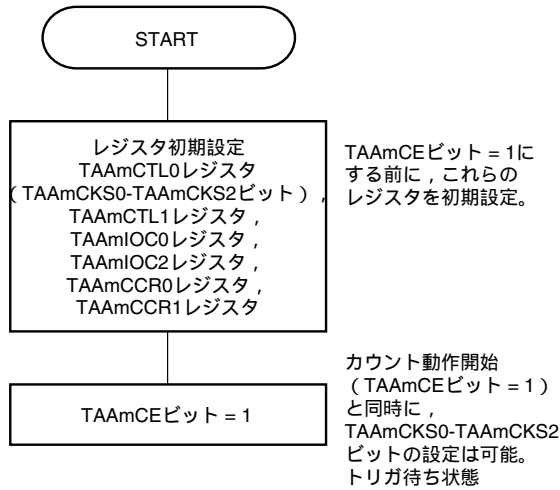 START
レジスタ初期設定
TAAmCTL0レジスタ
（TAAmCKS0-TAAmCKS2ビット），
TAAmCTL1レジスタ，
TAAmIOC0レジスタ，
TAAmIOC2レジスタ，
TAAmCCR0レジスタ，
TAAmCCR1レジスタ
TAAmCEビット = 1に
する前に，これらの
レジスタを初期設定。
TAAmCEビット = 1
カウント動作開始
（TAAmCEビット = 1）
と同時に，
TAAmCKS0-TAAmCKS2
ビットの設定は可能。
トリガ待ち状態